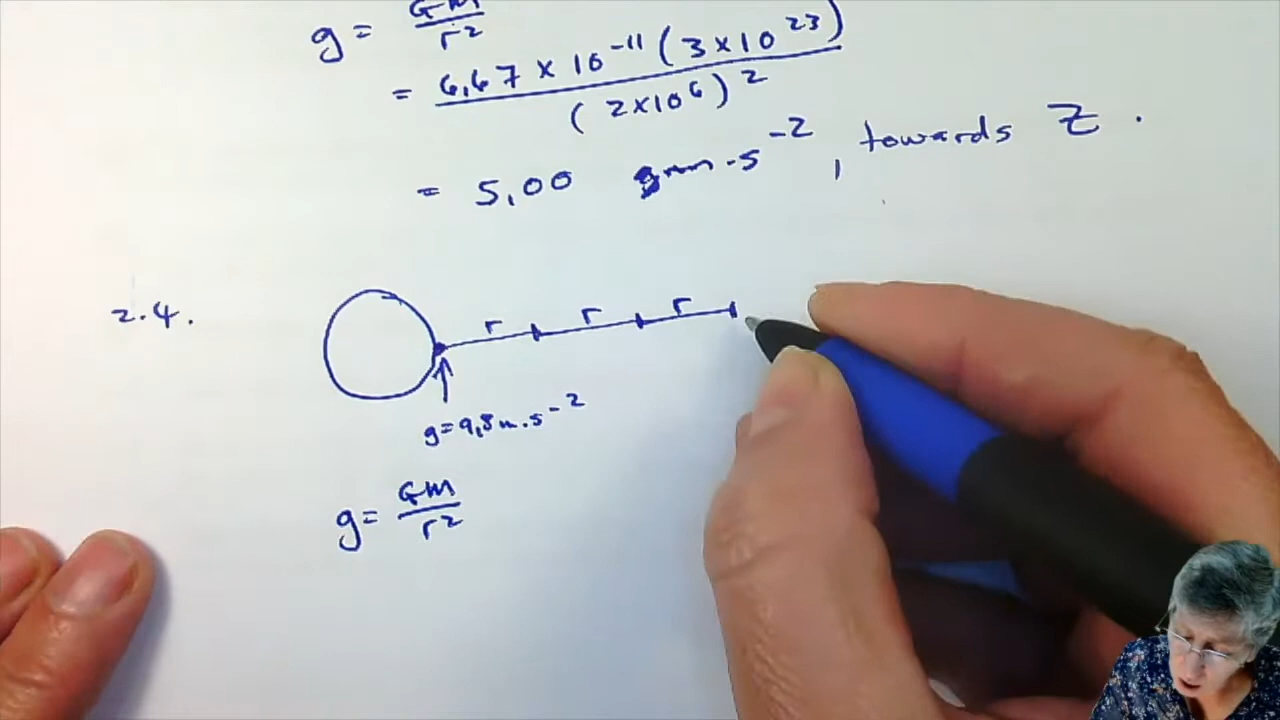 g = GM / r²
= 6,67 × 10⁻¹¹ (3 × 10²³) / (2×10⁶)²
= 5,00 m·s⁻², towards Z.
2.4.
r r r
g = 9,8 m.s⁻²
g = GM / r²